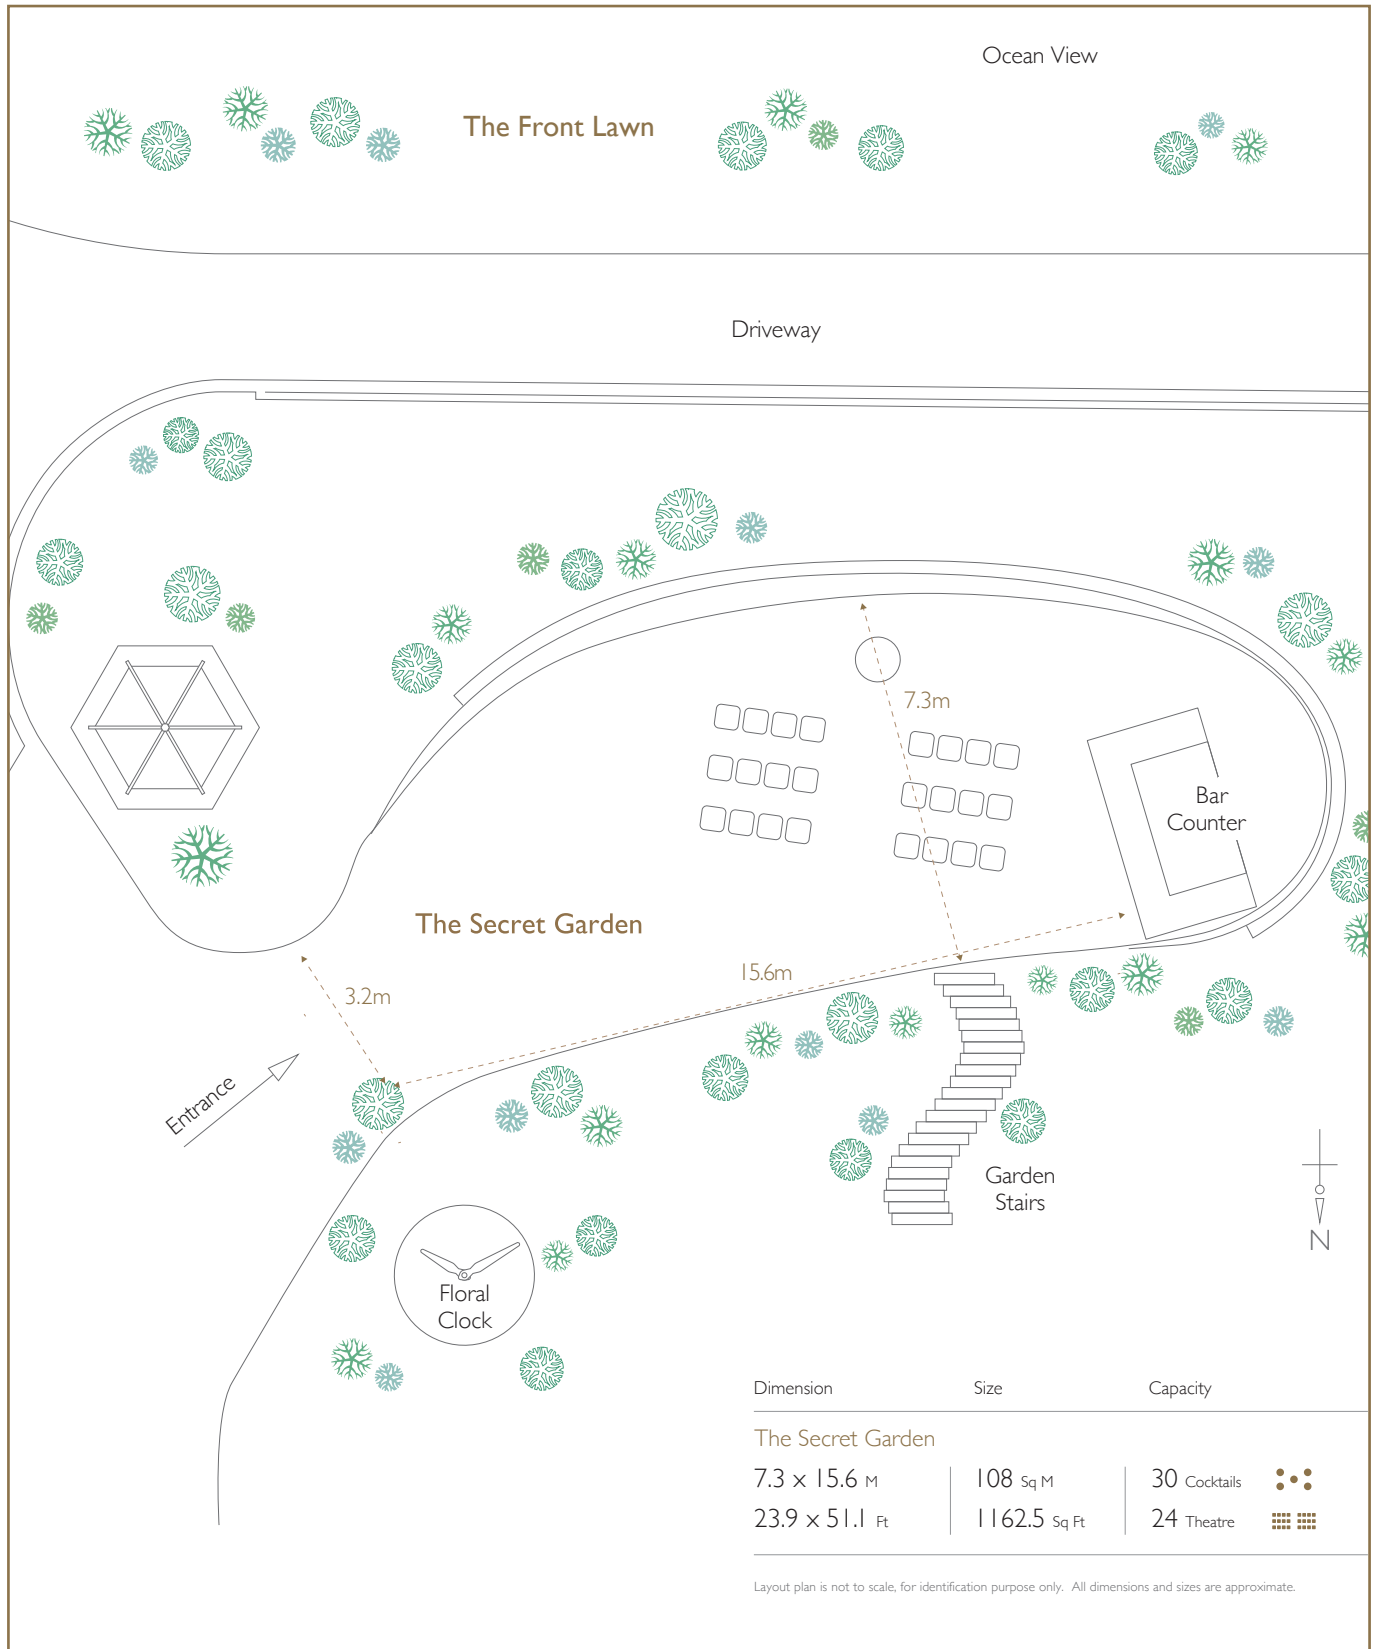 Ocean View
The Front Lawn
Driveway
7.3m
Bar
Counter
The Secret Garden
15.6m
3.2m
Entrance
Garden
Stairs
N
Floral
Clock
Dimension Size Capacity
The Secret Garden
7.3 x 15.6 M 108 Sq M 30 Cocktails
23.9 x 51.1 Ft 1162.5 Sq Ft 24 Theatre
Layout plan is not to scale, for identification purpose only. All dimensions and sizes are approximate.